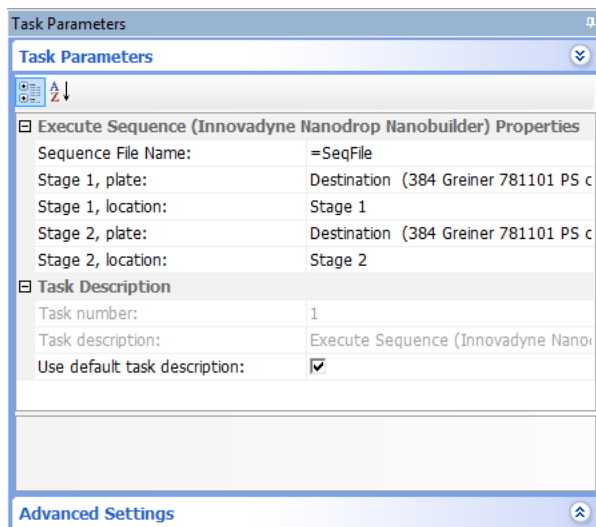 Task Parameters
Task Parameters
A
Z
Execute Sequence (Innovadyne Nanodrop Nanobuilder) Properties
Sequence File Name: =SeqFile
Stage 1, plate: Destination (384 Greiner 781101 PS c
Stage 1, location: Stage 1
Stage 2, plate: Destination (384 Greiner 781101 PS c
Stage 2, location: Stage 2
Task Description
Task number: 1
Task description: Execute Sequence (Innovadyne Nano
Use default task description:
Advanced Settings